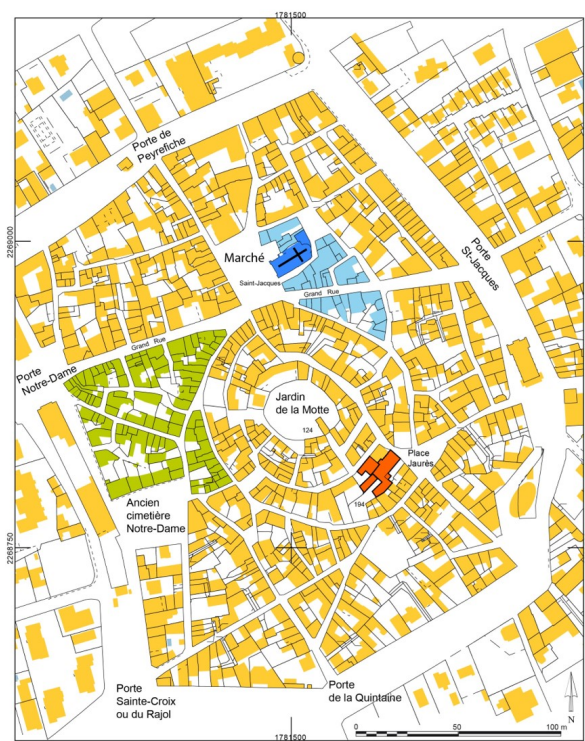 1781500
Porte de
Peyrefiche
2269000
Marché
Porte
St-Jacques
Saint-Jacques
Grand Rue
Grand Rue
Porte
Notre-Dame
Jardin
de la Motte
124
Place
Jaurès
194
Ancien
cimetière
Notre-Dame
2268750
Porte
Sainte-Croix
ou du Rajol
Porte
de la Quintaine
N
1781500
0 50 100 m